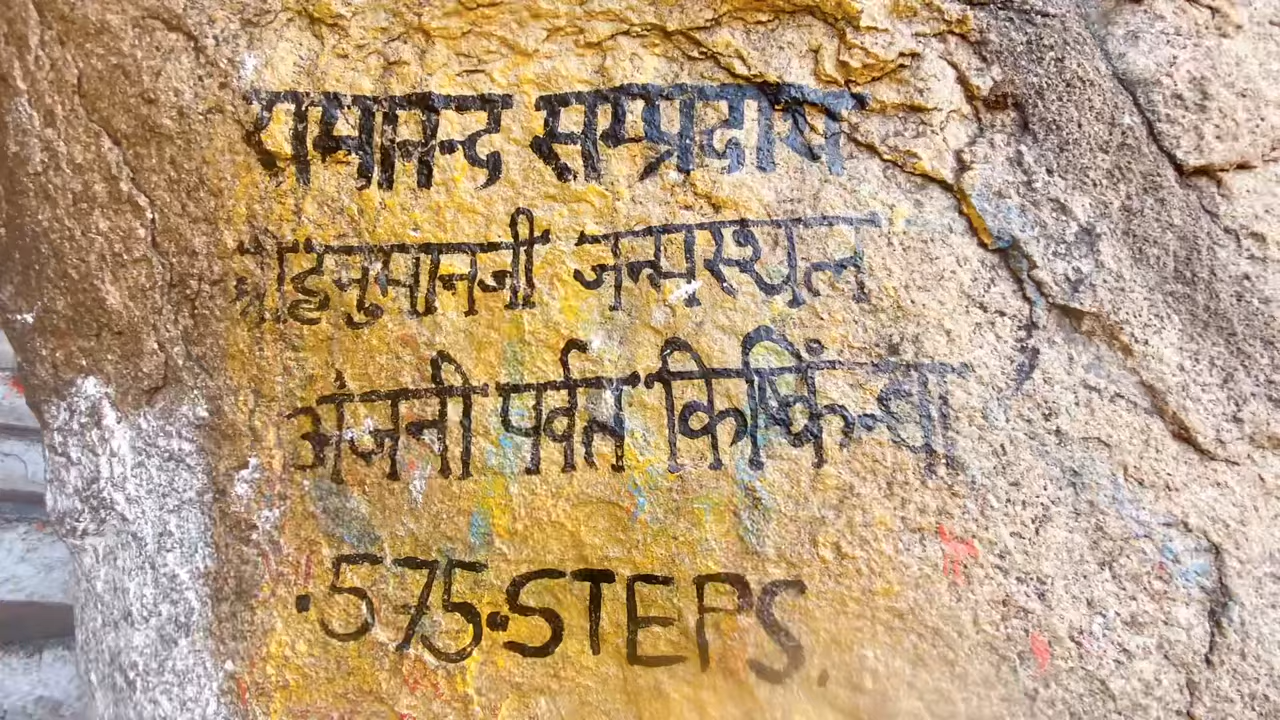 रामानन्द सम्प्रदाय
श्रीहनुमानजी जन्मस्थल
अंजनी पर्वत किष्किंन्धा
.575.STEPS.